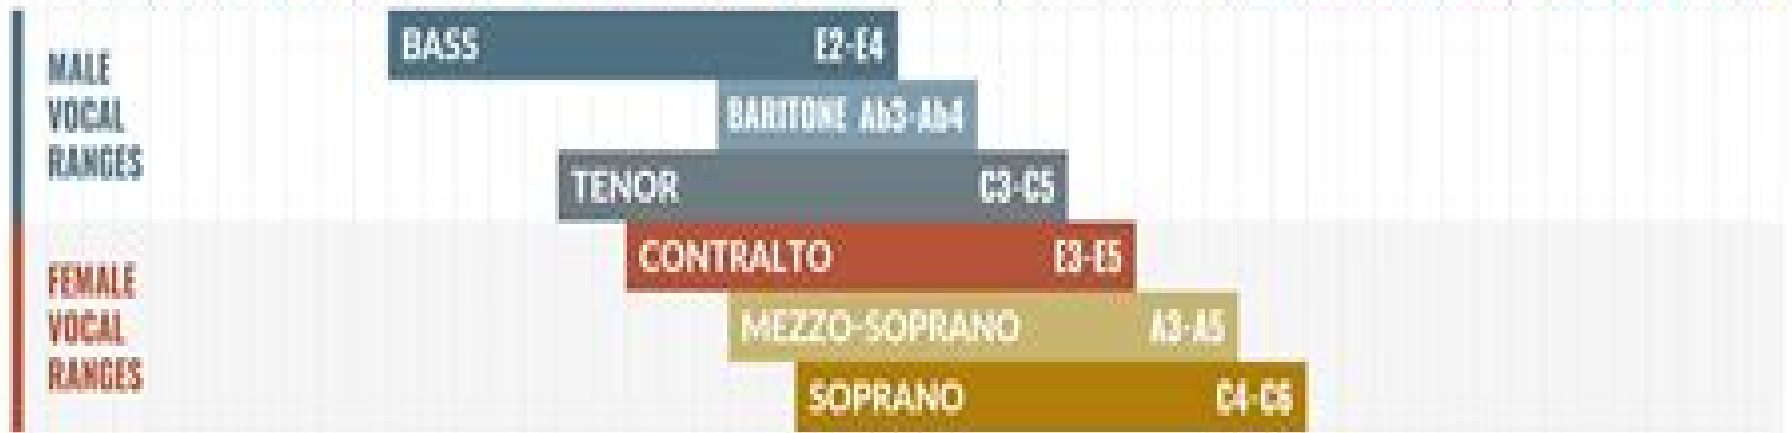 MALE
VOCAL
RANGES
BASS E2-E4
BARITONE Ab3-Ab4
TENOR C3-C5
FEMALE
VOCAL
RANGES
CONTRALTO E3-E5
MEZZO-SOPRANO A3-A5
SOPRANO C4-C6